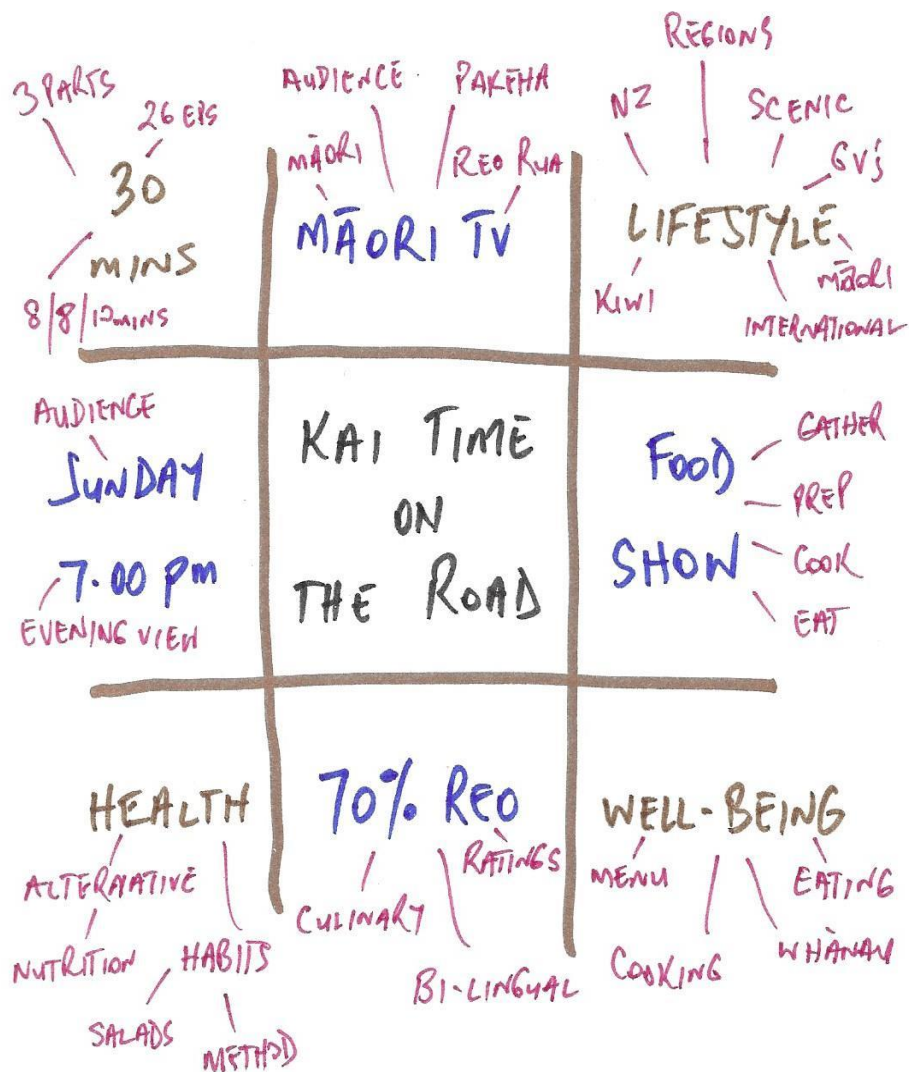 3 PARTS
26 EPS
30
MINS
8/8/10MINS
AUDIENCE
PAKEHA
MĀORI
REO RUA
MĀORI TV
REGIONS
NZ
SCENIC
GV's
LIFESTYLE
KIWI
MĀORI
INTERNATIONAL
AUDIENCE
SUNDAY
7.00 pm
EVENING VIEW
KAI TIME
ON
THE ROAD
FOOD
SHOW
GATHER
PREP
COOK
EAT
HEALTH
ALTERNATIVE
NUTRITION
HABITS
SALADS
METHOD
70% REO
RATINGS
CULINARY
BI-LINGUAL
WELL-BEING
MENU
EATING
COOKING
WHÀNAU